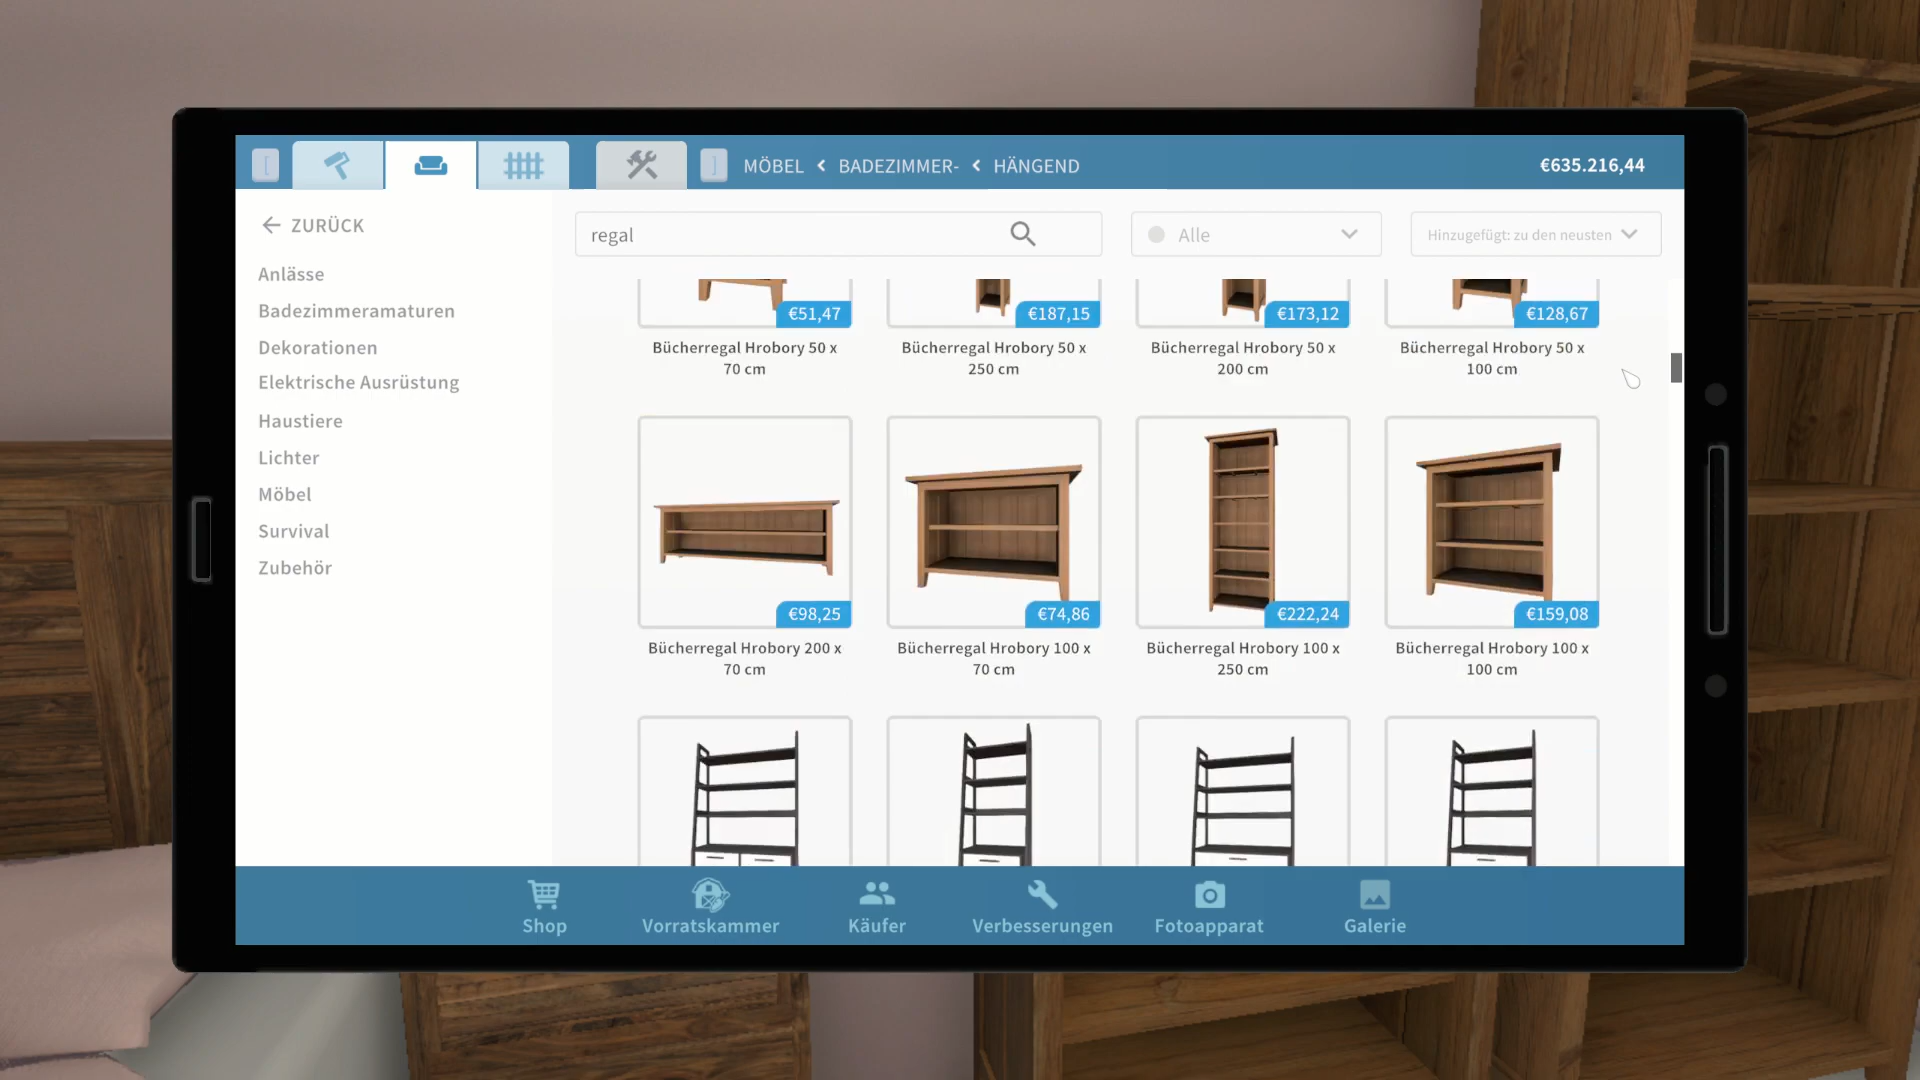 [
]
MÖBEL < BADEZIMMER- < HÄNGEND
€635.216,44
← ZURÜCK
Anlässe
Badezimmeramaturen
Dekorationen
Elektrische Ausrüstung
Haustiere
Lichter
Möbel
Survival
Zubehör
regal
Alle
Hinzugefügt: zu den neusten
€51,47
€187,15
€173,12
€128,67
Bücherregal Hrobory 50 x
70 cm
Bücherregal Hrobory 50 x
250 cm
Bücherregal Hrobory 50 x
200 cm
Bücherregal Hrobory 50 x
100 cm
€98,25
€74,86
€222,24
€159,08
Bücherregal Hrobory 200 x
70 cm
Bücherregal Hrobory 100 x
70 cm
Bücherregal Hrobory 100 x
250 cm
Bücherregal Hrobory 100 x
100 cm
Shop
Vorratskammer
Käufer
Verbesserungen
Fotoapparat
Galerie